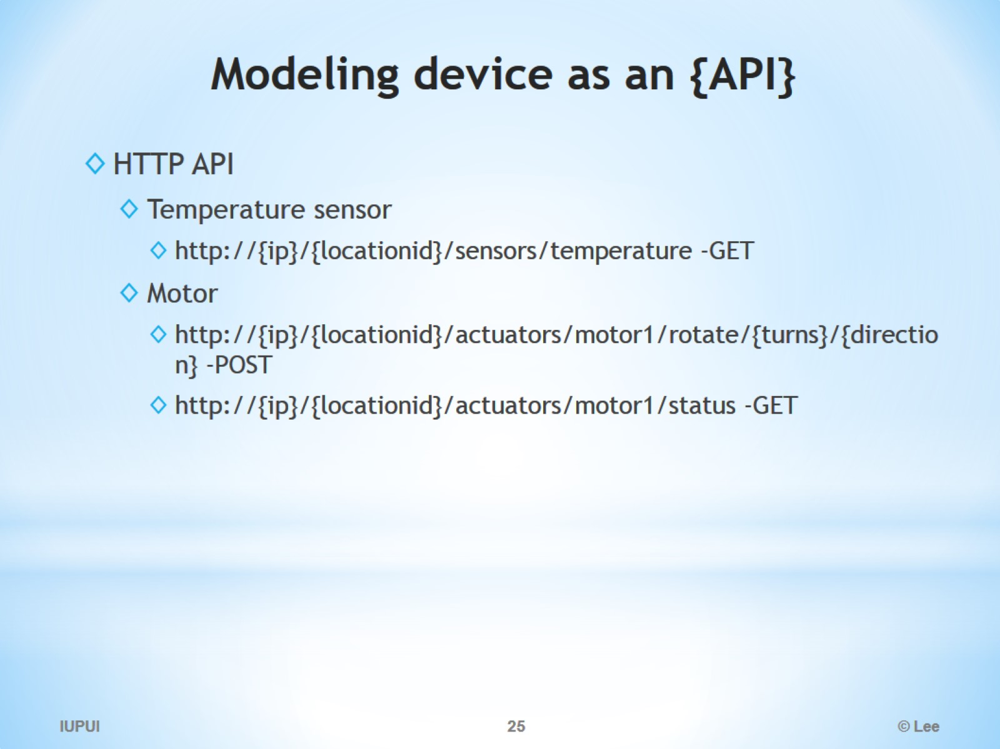 Modeling device as an {API}
HTTP API
Temperature sensor
http://{ip}/{locationid}/sensors/temperature -GET
Motor
http://{ip}/{locationid}/actuators/motor1/rotate/{turns}/{directio
n} -POST
http://{ip}/{locationid}/actuators/motor1/status -GET
IUPUI
25
© Lee